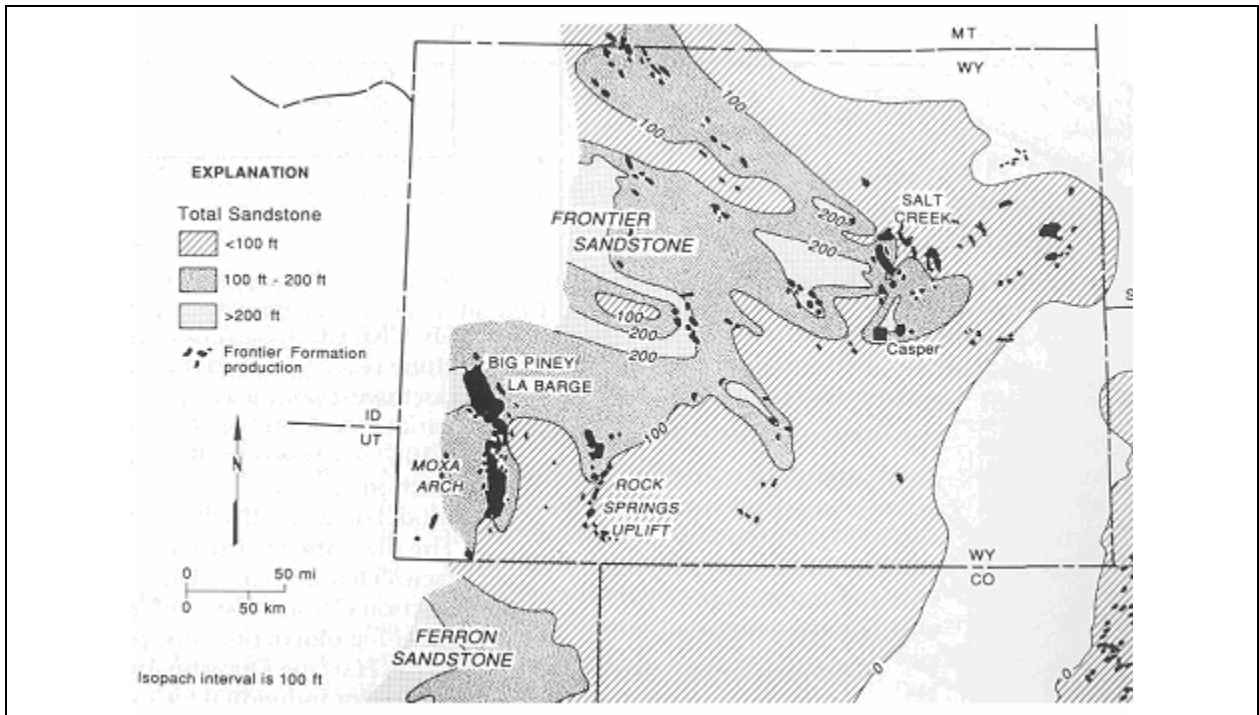 MT
WY
EXPLANATION
Total Sandstone
<100 ft
100 ft - 200 ft
>200 ft
Frontier Formation
production
N
ID
UT
0 50 mi
0 50 km
Isopach interval is 100 ft
100
100
200
200
SALT
CREEK
FRONTIER
SANDSTONE
100
100
200
200
Casper
S
BIG PINEY
LA BARGE
100
MOXA
ARCH
ROCK
SPRINGS
UPLIFT
WY
CO
FERRON
SANDSTONE
0
0